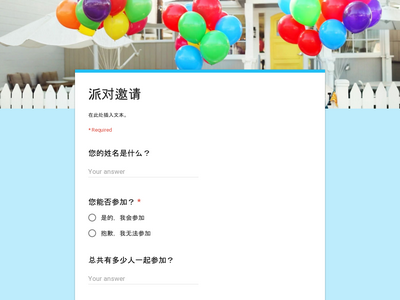 派对邀请
在此处插入文本。
* Required
您的姓名是什么？
Your answer
您能否参加？ *
是的，我会参加
抱歉，我无法参加
总共有多少人一起参加？
Your answer